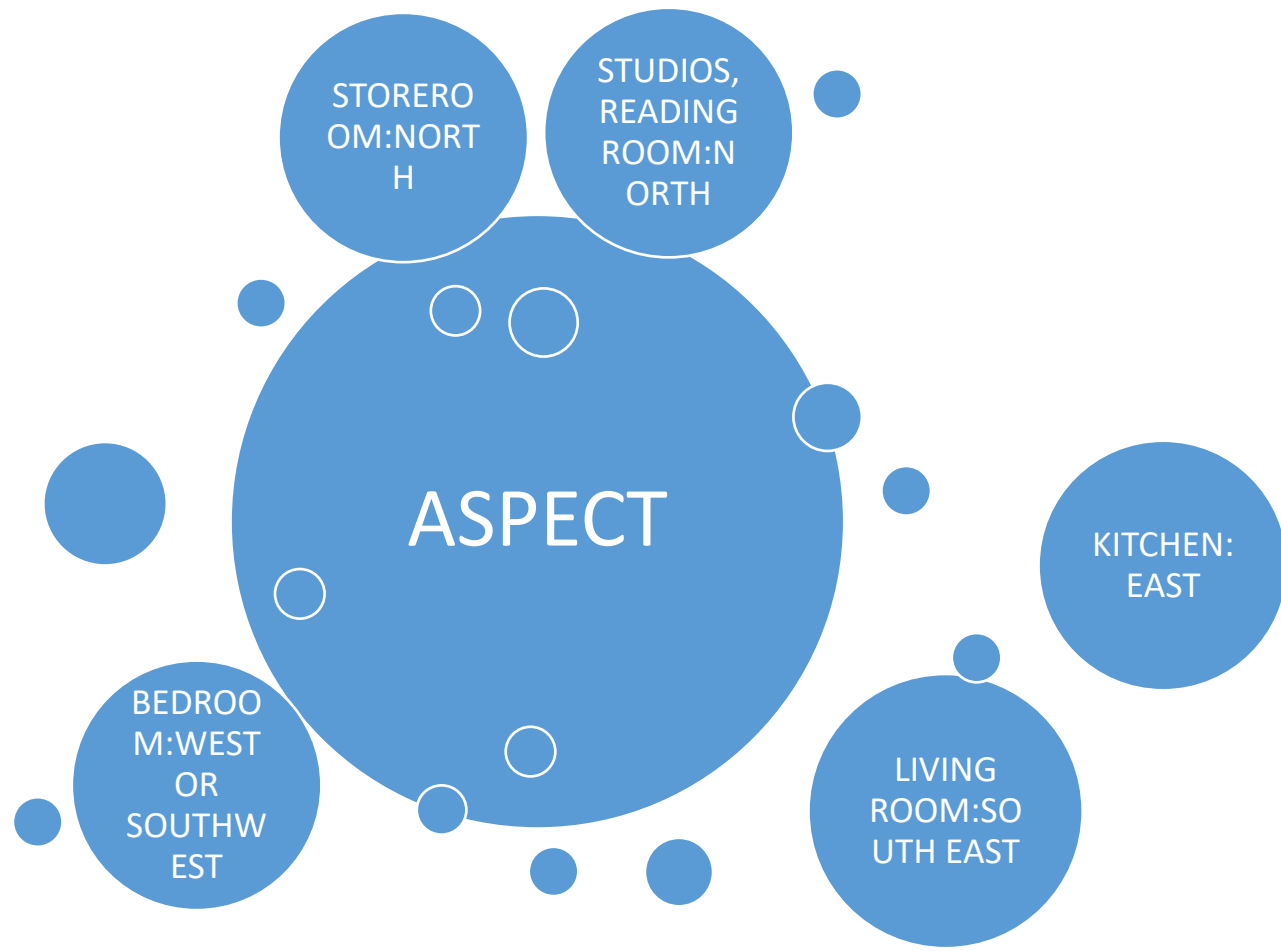 STORERO
OM:NORT
H
STUDIOS,
READING
ROOM:N
ORTH
ASPECT
KITCHEN:
EAST
BEDROO
M:WEST
OR
SOUTHW
EST
LIVING
ROOM:SO
UTH EAST